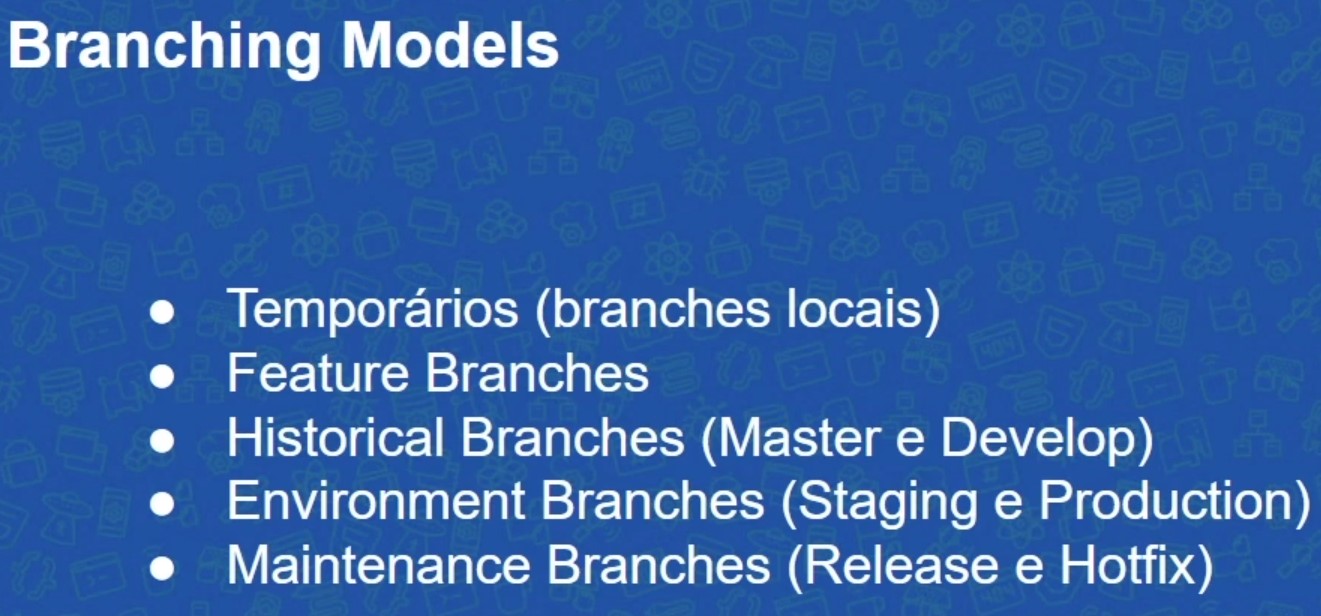 Branching Models
● Temporários (branches locais)
● Feature Branches
● Historical Branches (Master e Develop)
● Environment Branches (Staging e Production)
● Maintenance Branches (Release e Hotfix)